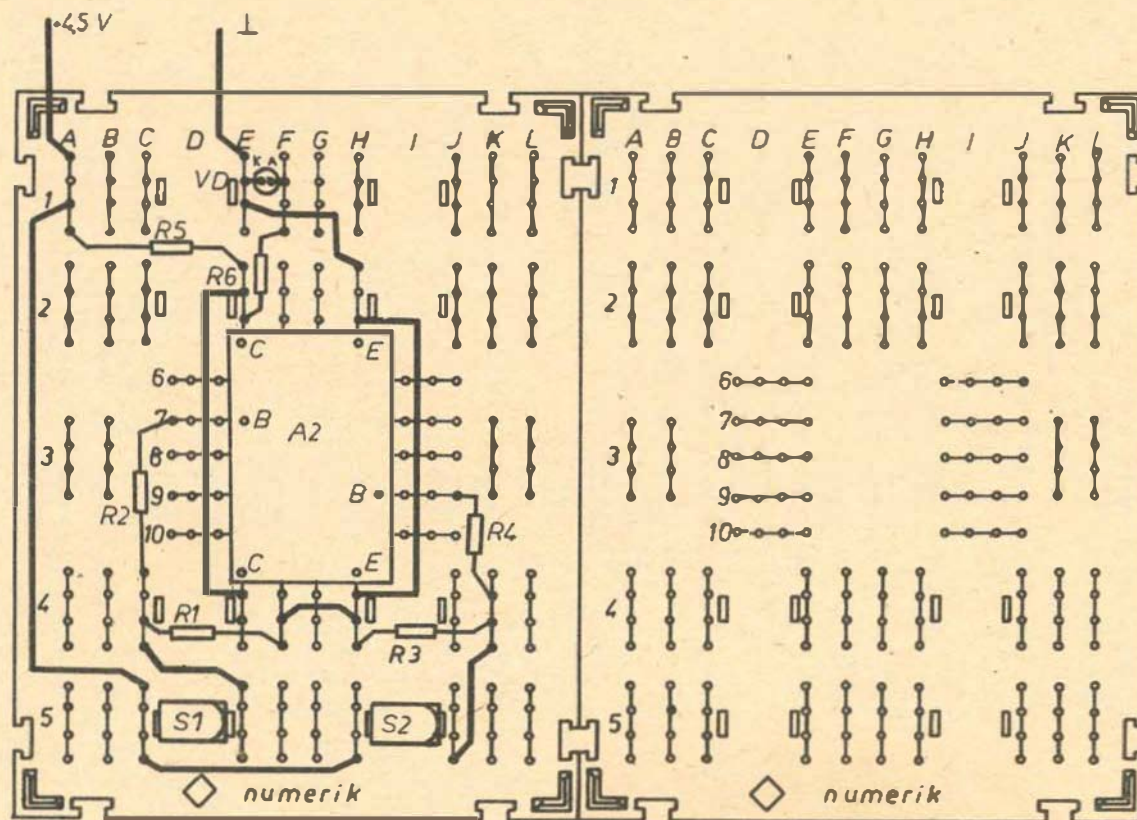 +4,5 V ⊥
A B C D E F G H I J K L
A B C D E F G H I J K L
K A
VD
1
1
R5
R6
2
2
C E
6
6
7 B A2
7
3
3
8
8
R2 9 B
9
10 R4
10
C E
4 R1
4
R3
5 S1 S2
5
numerik
numerik